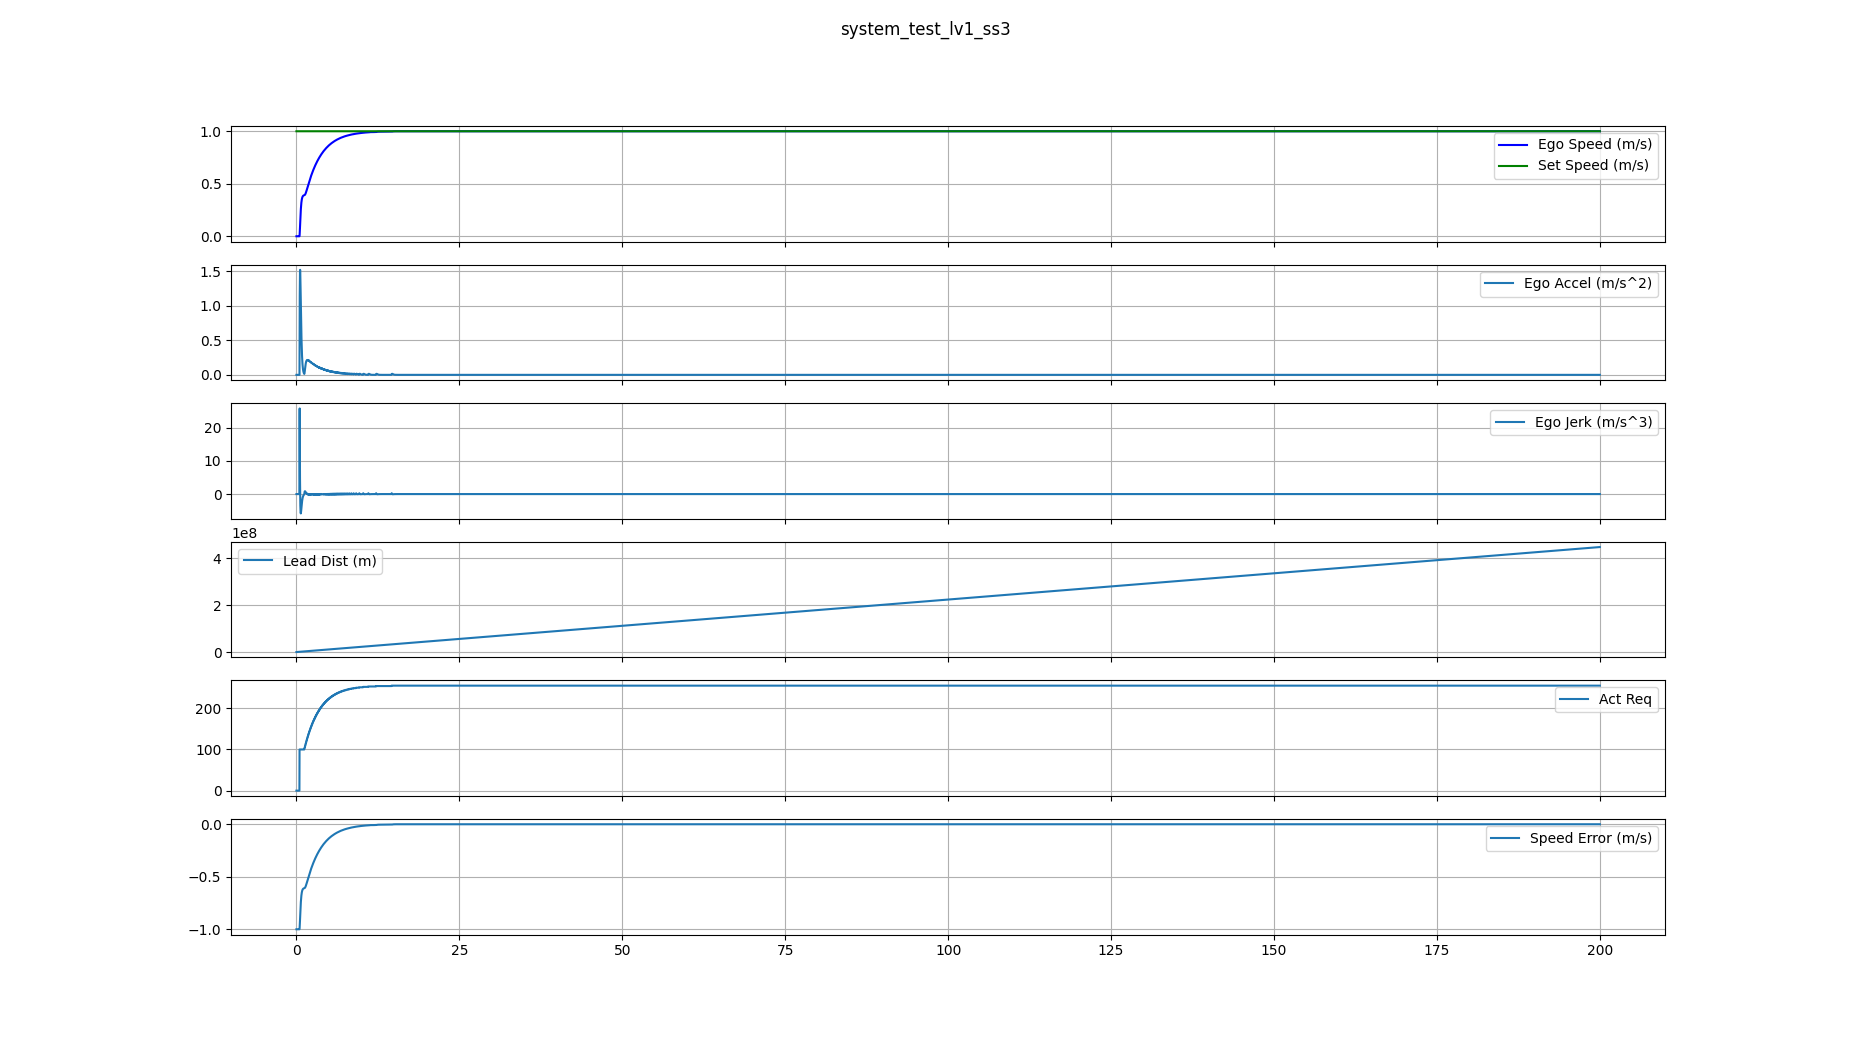 system_test_lv1_ss3
1.0
0.5
0.0
Ego Speed (m/s)
Set Speed (m/s)
1.5
1.0
0.5
0.0
Ego Accel (m/s^2)
20
10
0
Ego Jerk (m/s^3)
1e8
4
2
0
Lead Dist (m)
200
100
0
Act Req
0.0
−0.5
−1.0
Speed Error (m/s)
0 25 50 75 100 125 150 175 200